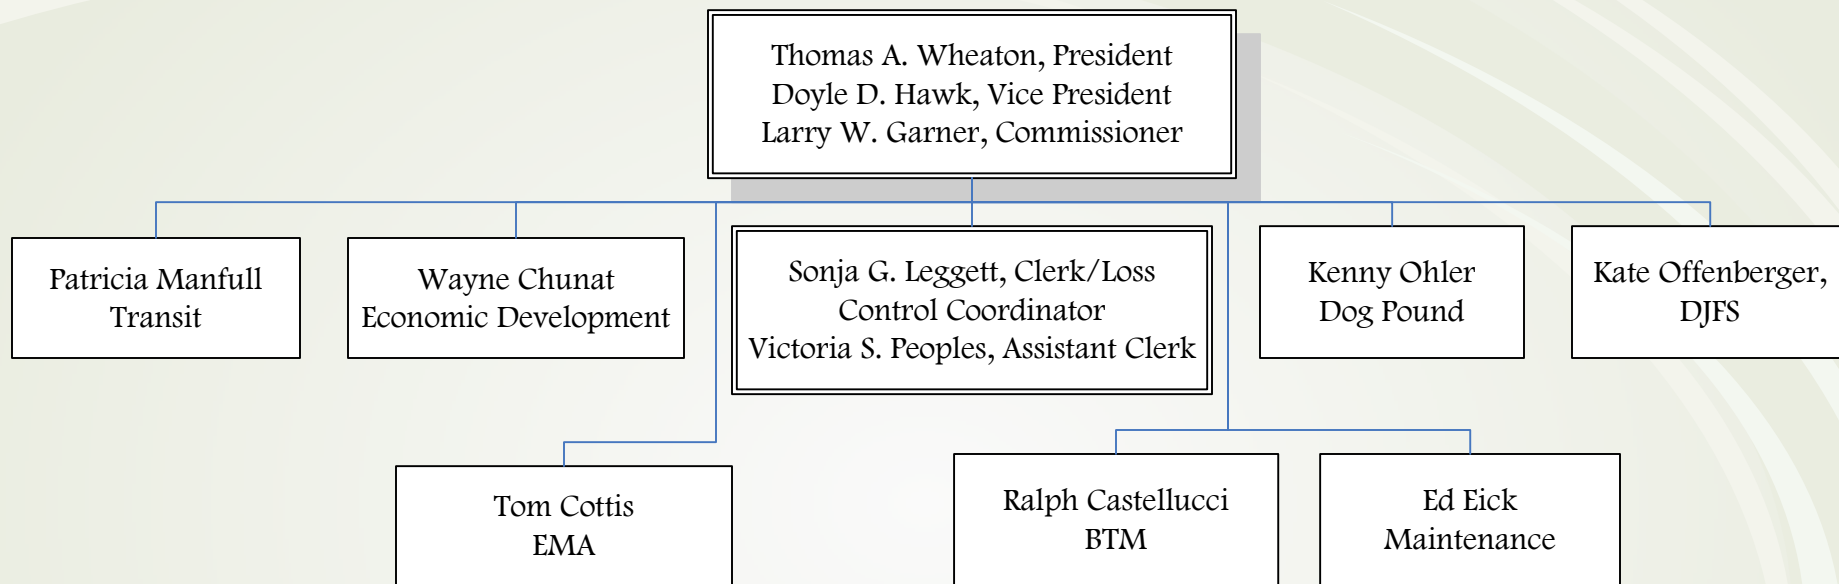 Thomas A. Wheaton, President
Doyle D. Hawk, Vice President
Larry W. Garner, Commissioner
Patricia Manfull
Transit
Wayne Chunat
Economic Development
Sonja G. Leggett, Clerk/Loss
Control Coordinator
Victoria S. Peoples, Assistant Clerk
Kenny Ohler
Dog Pound
Kate Offenberger,
DJFS
Tom Cottis
EMA
Ralph Castellucci
BTM
Ed Eick
Maintenance